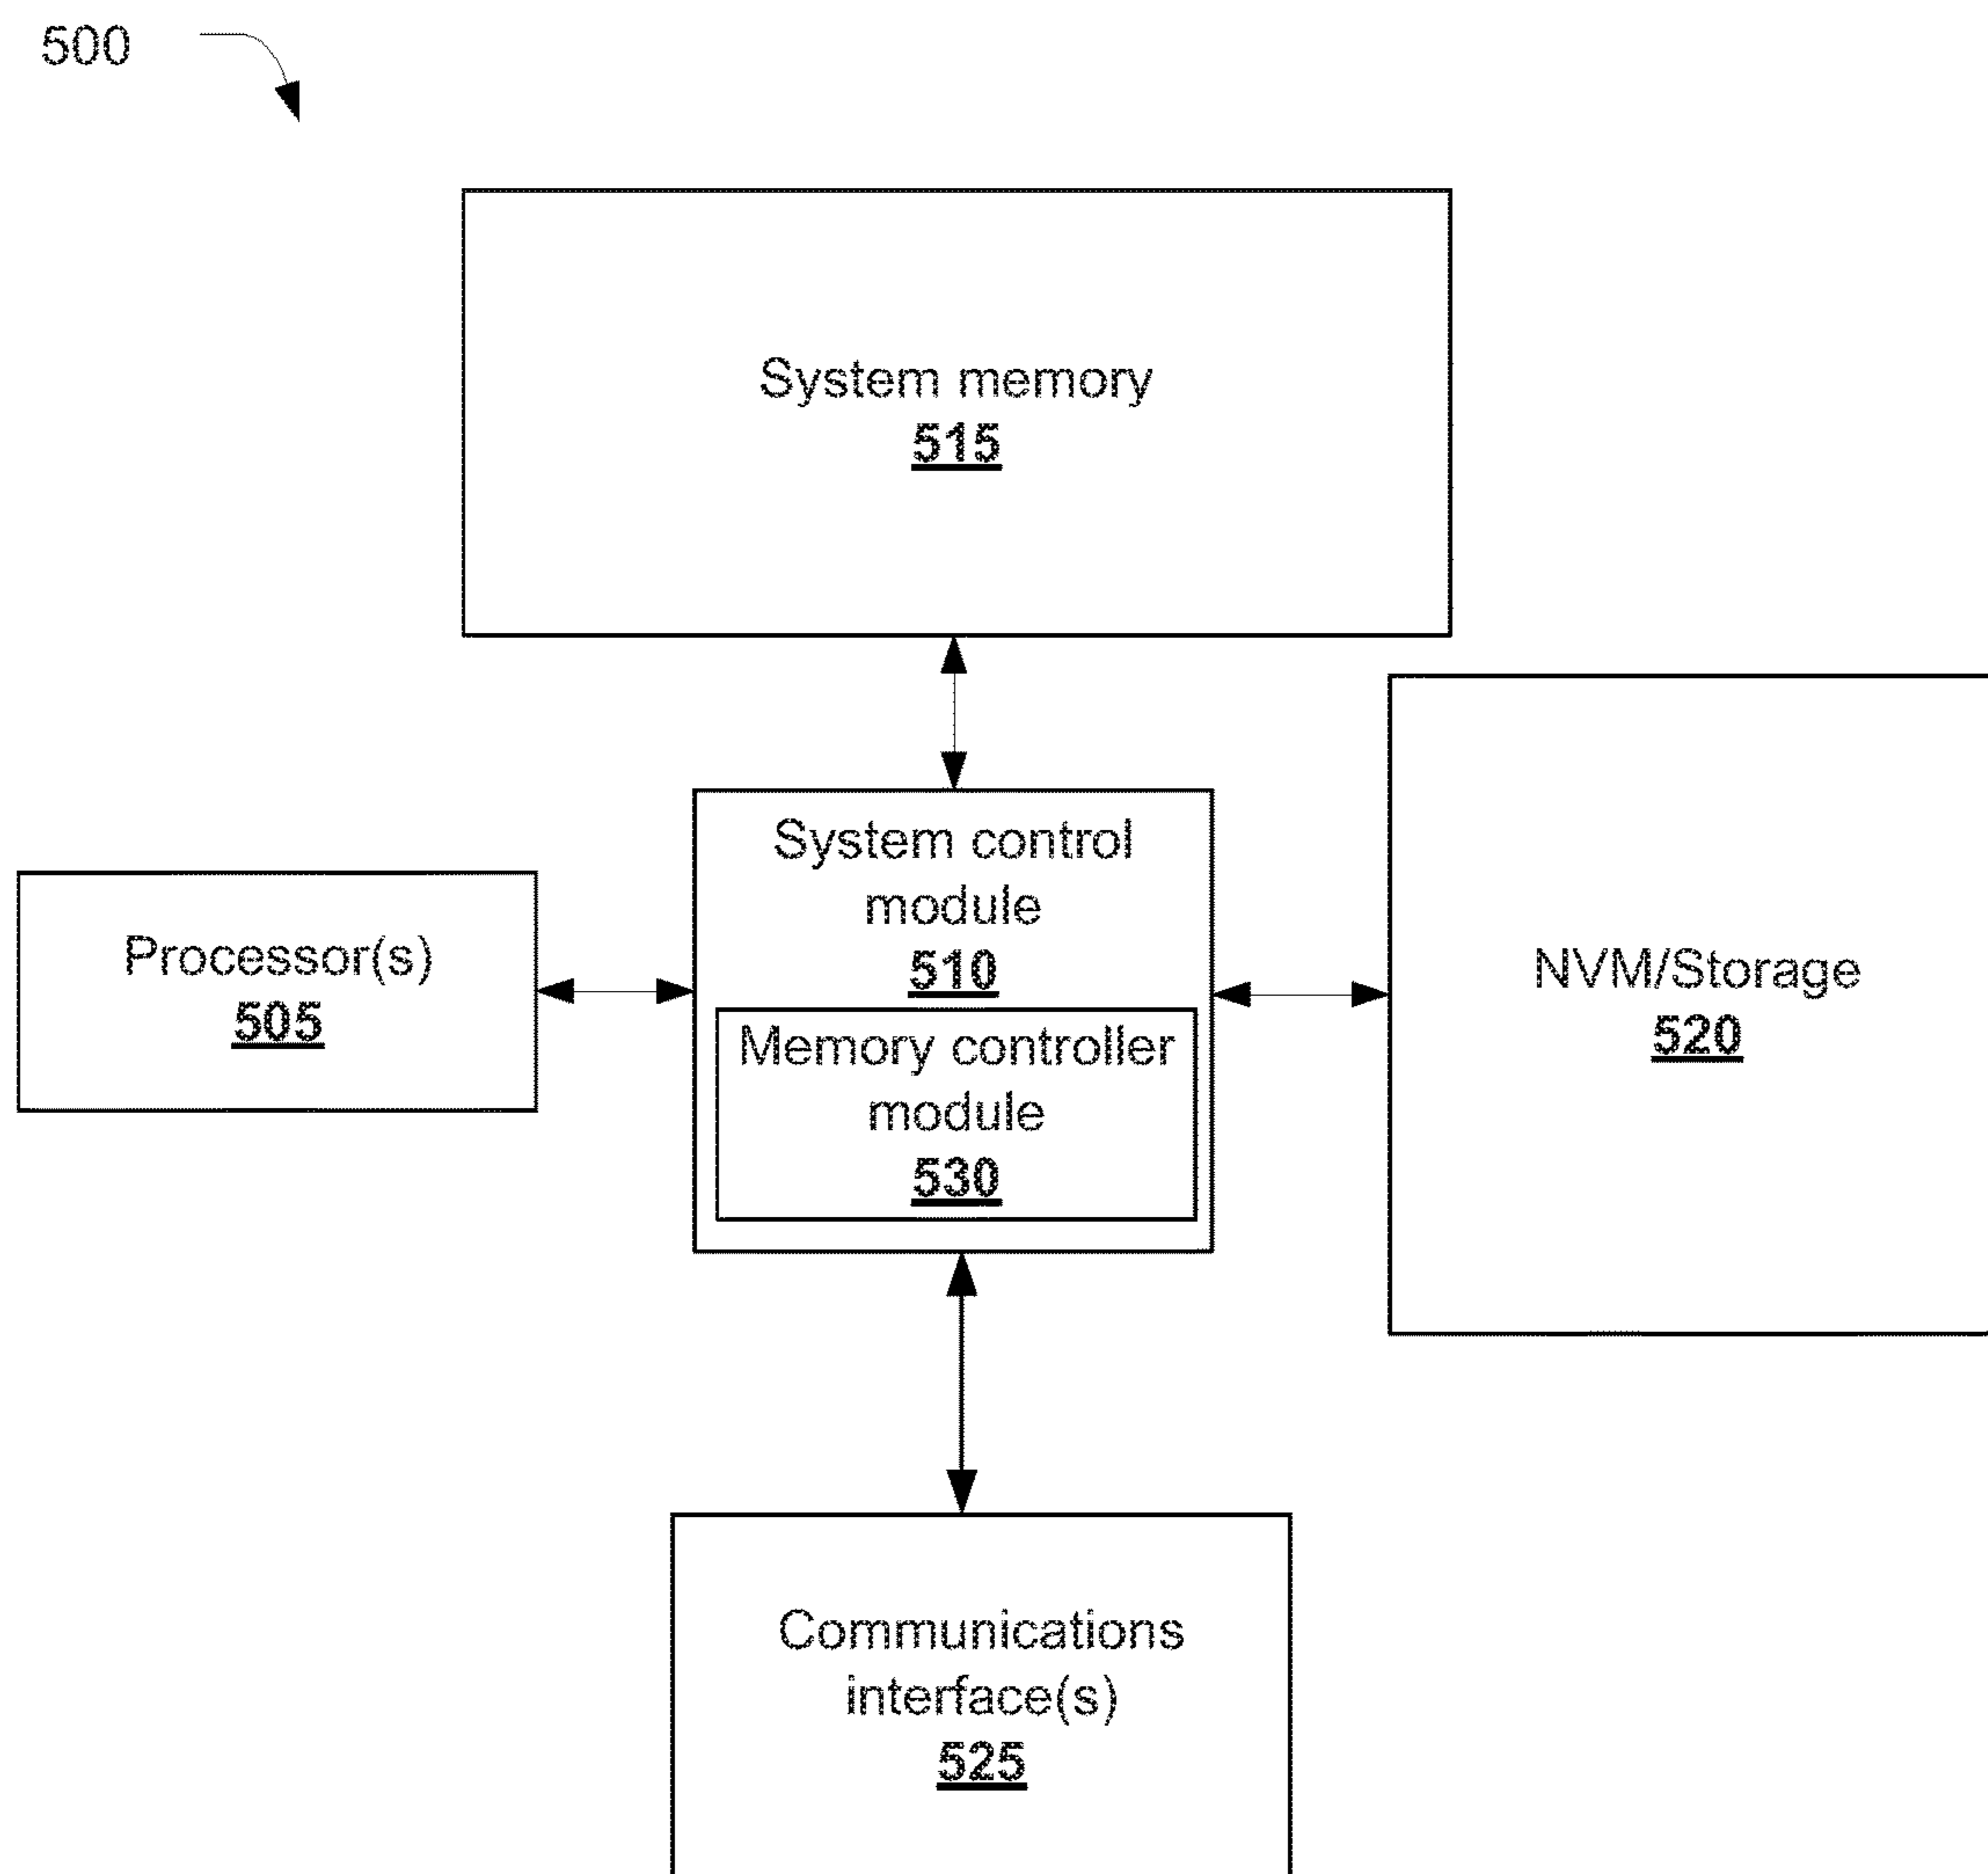 500
System memory
515
System control
module
510
Processor(s)
505
Memory controller
module
530
NVM/Storage
520
Communications
interface(s)
525